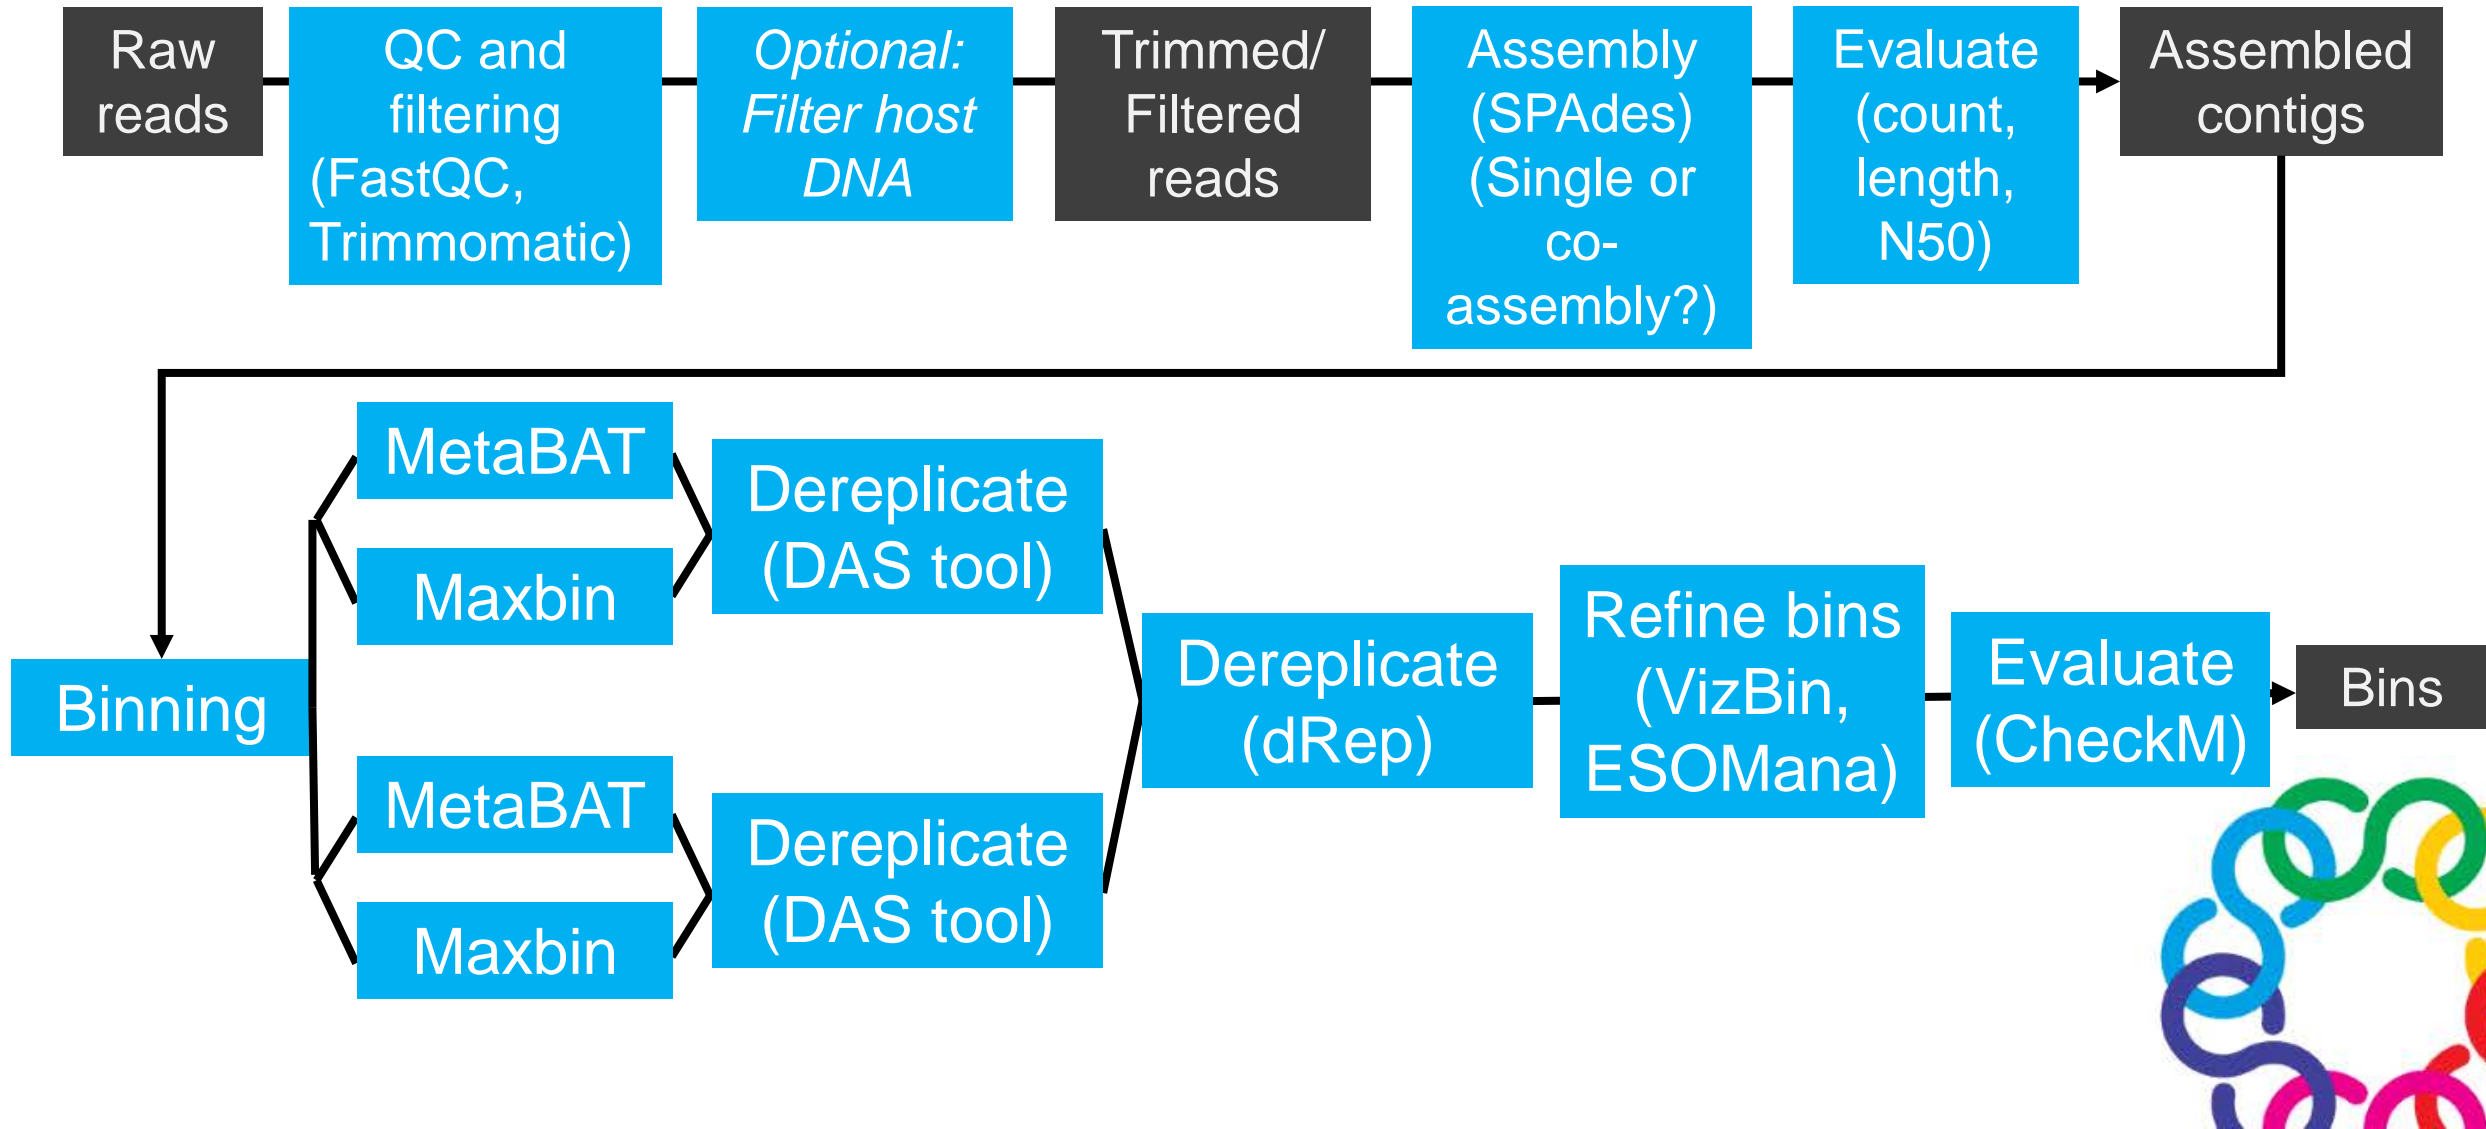 Raw
reads
QC and
filtering
(FastQC,
Trimmomatic)
Optional:
Filter host
DNA
Trimmed/
Filtered
reads
Assembly
(SPAdes)
(Single or
co-
assembly?)
Evaluate
(count,
length,
N50)
Assembled
contigs
Binning
MetaBAT
Maxbin
Dereplicate
(DAS tool)
MetaBAT
Maxbin
Dereplicate
(DAS tool)
Dereplicate
(dRep)
Refine bins
(VizBin,
ESOMana)
Evaluate
(CheckM)
Bins